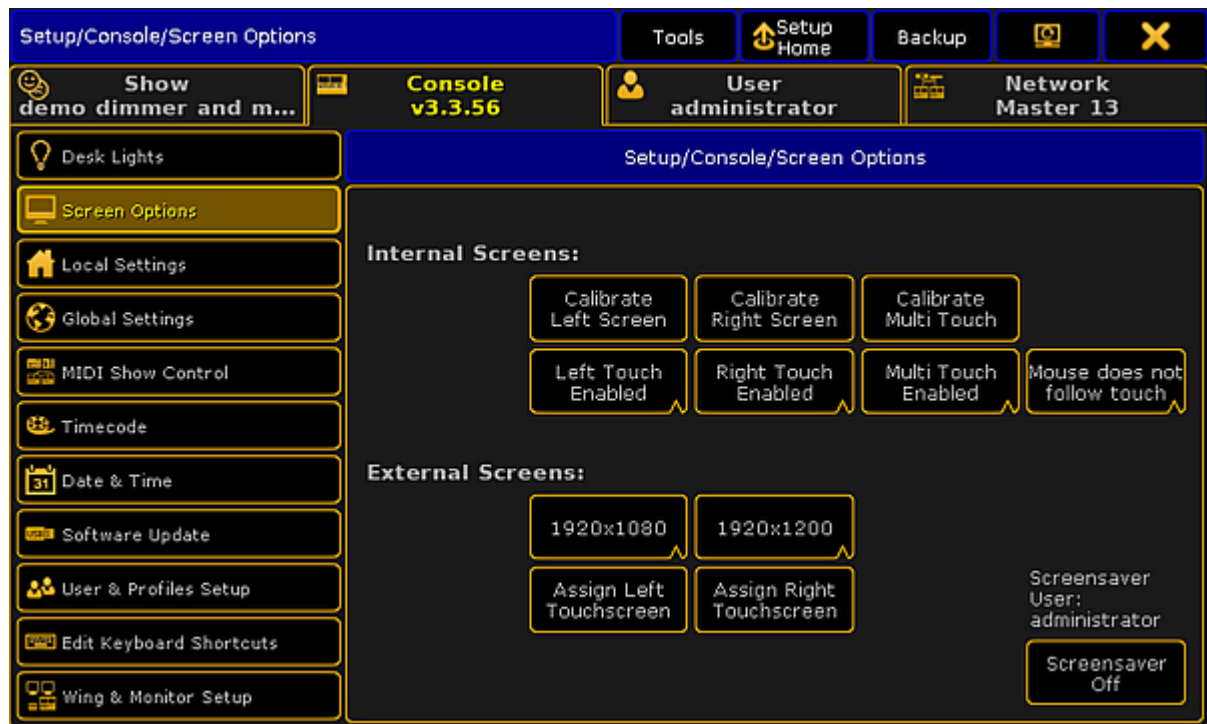 Setup/Console/Screen Options
Tools
Setup
Home
Backup
Show
demo dimmer and m...
Console
v3.3.56
User
administrator
Network
Master 13
Desk Lights
Screen Options
Local Settings
Global Settings
MIDI Show Control
Timecode
31 Date & Time
Software Update
User & Profiles Setup
Edit Keyboard Shortcuts
Wing & Monitor Setup
Setup/Console/Screen Options
Internal Screens:
Calibrate
Left Screen
Calibrate
Right Screen
Calibrate
Multi Touch
Left Touch
Enabled
Right Touch
Enabled
Multi Touch
Enabled
Mouse does not
follow touch
External Screens:
1920x1080
1920x1200
Assign Left
Touchscreen
Assign Right
Touchscreen
Screensaver
User:
administrator
Screensaver
Off